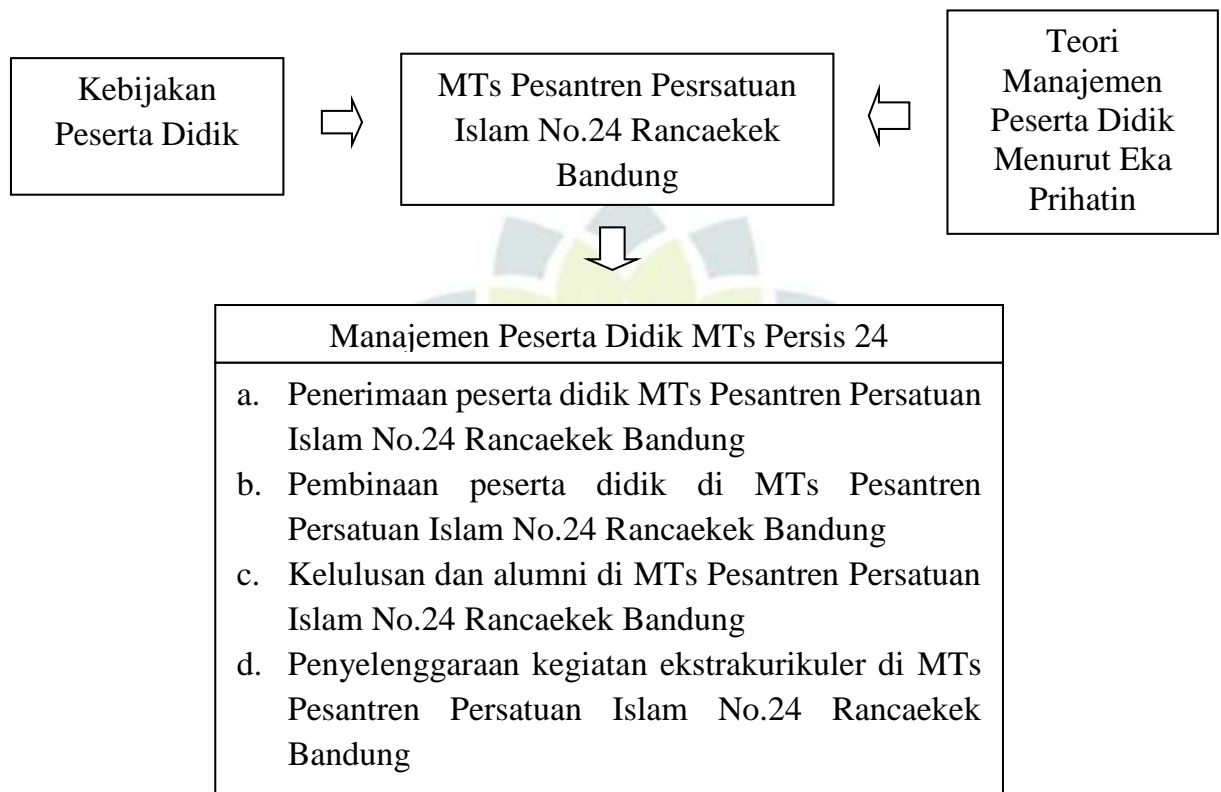 Kebijakan
Peserta Didik
MTs Pesantren Pesrsatuan
Islam No.24 Rancaekek
Bandung
Teori
Manajemen
Peserta Didik
Menurut Eka
Prihatin
Manajemen Peserta Didik MTs Persis 24
a. Penerimaan peserta didik MTs Pesantren Persatuan
Islam No.24 Rancaekek Bandung
b. Pembinaan peserta didik di MTs Pesantren
Persatuan Islam No.24 Rancaekek Bandung
c. Kelulusan dan alumni di MTs Pesantren Persatuan
Islam No.24 Rancaekek Bandung
d. Penyelenggaraan kegiatan ekstrakurikuler di MTs
Pesantren Persatuan Islam No.24 Rancaekek
Bandung